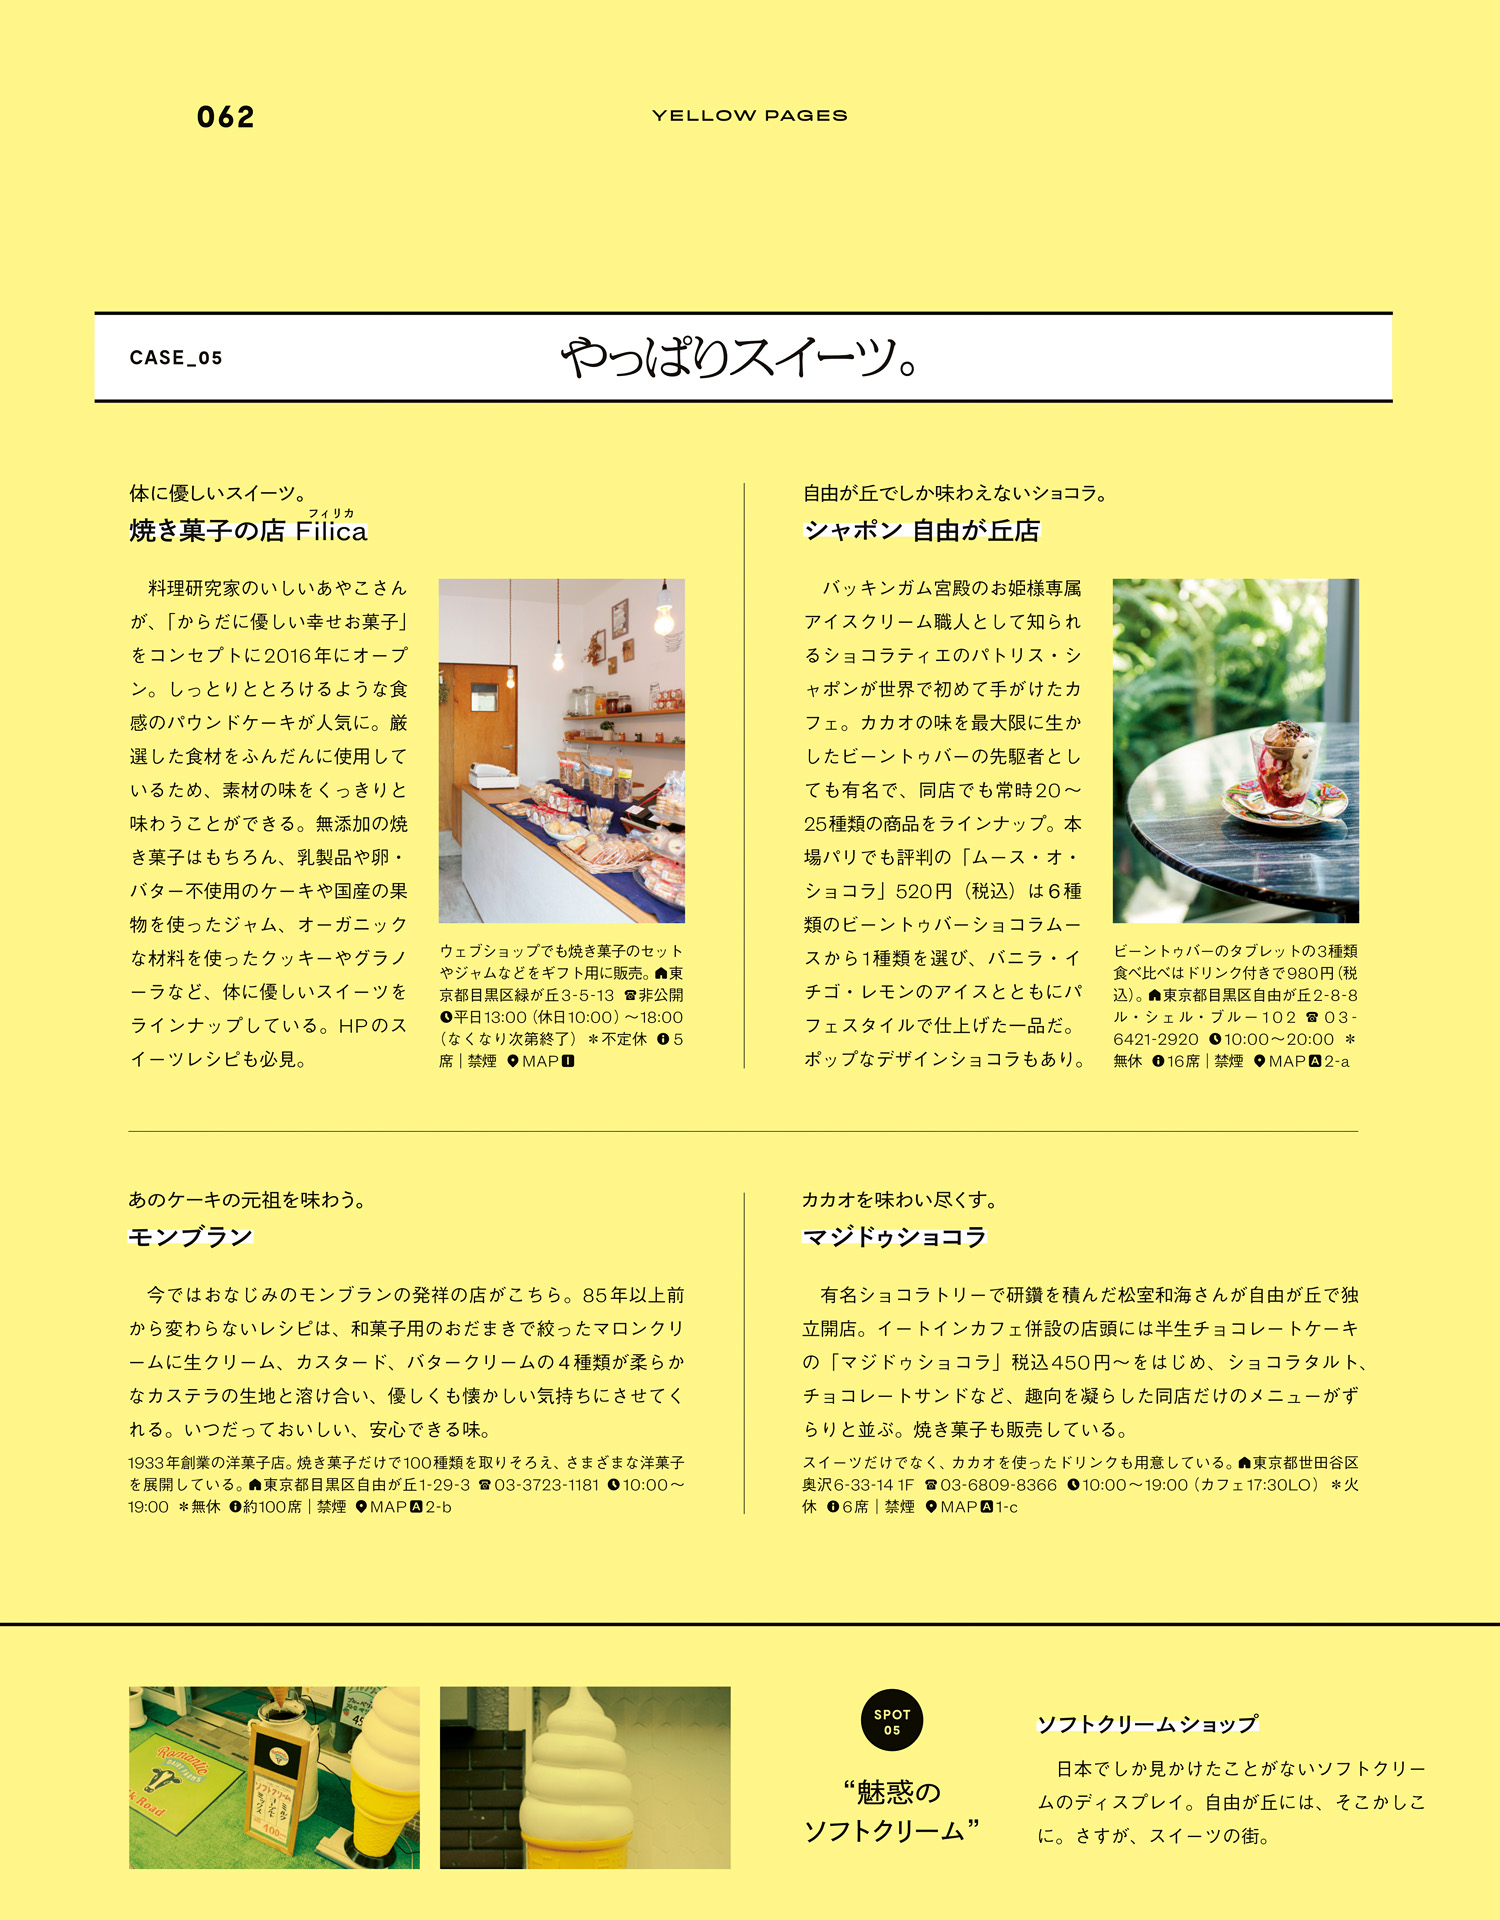 062
YELLOW PAGES
CASE_05
やっぱりスイーツ。
体に優しいスイーツ。
フィリカ
焼き菓子の店 Filica
料理研究家のいしいあやこさん
が、「からだに優しい幸せお菓子」
をコンセプトに2016年にオープ
ン。しっとりととろけるような食
感のパウンドケーキが人気に。厳
選した食材をふんだんに使用して
いるため、素材の味をくっきりと
味わうことができる。無添加の焼
き菓子はもちろん、乳製品や卵・
バター不使用のケーキや国産の果
物を使ったジャム、オーガニック
な材料を使ったクッキーやグラノ
ーラなど、体に優しいスイーツを
ラインナップしている。HPのス
イーツレシピも必見。
ウェブショップでも焼き菓子のセット
やジャムなどをギフト用に販売。東
京都目黒区緑が丘3-5-13 ☎非公開
平日13:00（休日10:00）〜18:00
（なくなり次第終了）＊不定休 5
席｜禁煙 MAP I
自由が丘でしか味わえないショコラ。
シャポン 自由が丘店
バッキンガム宮殿のお姫様専属
アイスクリーム職人として知られ
るショコラティエのパトリス・シ
ャポンが世界で初めて手がけたカ
フェ。カカオの味を最大限に生か
したビーントゥバーの先駆者とし
ても有名で、同店でも常時20〜
25種類の商品をラインナップ。本
場パリでも評判の「ムース・オ・
ショコラ」520円（税込）は6種
類のビーントゥバーショコラムー
スから1種類を選び、バニラ・イ
チゴ・レモンのアイスとともにパ
フェスタイルで仕上げた一品だ。
ポップなデザインショコラもあり。
ビーントゥバーのタブレットの3種類
食べ比べはドリンク付きで980円（税
込）。東京都目黒区自由が丘2-8-8
ル・シェル・ブルー102 ☎03-
6421-2920 10:00〜20:00 ＊
無休 16席｜禁煙 MAP A 2-a
あのケーキの元祖を味わう。
モンブラン
今ではおなじみのモンブランの発祥の店がこちら。85年以上前
から変わらないレシピは、和菓子用のおだまきで絞ったマロンクリ
ームに生クリーム、カスタード、バタークリームの4種類が柔らか
なカステラの生地と溶け合い、優しくも懐かしい気持ちにさせてく
れる。いつだっておいしい、安心できる味。
1933年創業の洋菓子店。焼き菓子だけで100種類を取りそろえ、さまざまな洋菓子
を展開している。東京都目黒区自由が丘1-29-3 ☎03-3723-1181 10:00〜
19:00 ＊無休 約100席｜禁煙 MAP A 2-b
カカオを味わい尽くす。
マジドゥショコラ
有名ショコラトリーで研鑽を積んだ松室和海さんが自由が丘で独
立開店。イートインカフェ併設の店頭には半生チョコレートケーキ
の「マジドゥショコラ」税込450円〜をはじめ、ショコラタルト、
チョコレートサンドなど、趣向を凝らした同店だけのメニューがず
らりと並ぶ。焼き菓子も販売している。
スイーツだけでなく、カカオを使ったドリンクも用意している。東京都世田谷区
奥沢6-33-14 1F ☎03-6809-8366 10:00〜19:00（カフェ17:30LO）＊火
休 6席｜禁煙 MAP A 1-c
Romantic
Road
ソフトクリーム
ミルク
ヨーグルト
ミックス
400
45
SPOT
05
“魅惑の
ソフトクリーム”
ソフトクリームショップ
日本でしか見かけたことがないソフトクリー
ムのディスプレイ。自由が丘には、そこかしこ
に。さすが、スイーツの街。